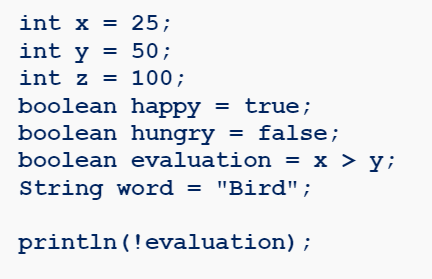 int x = 25;
int y = 50;
int z = 100;
boolean happy = true;
boolean hungry = false;
boolean evaluation = x > y;
String word = "Bird";
println(!evaluation);